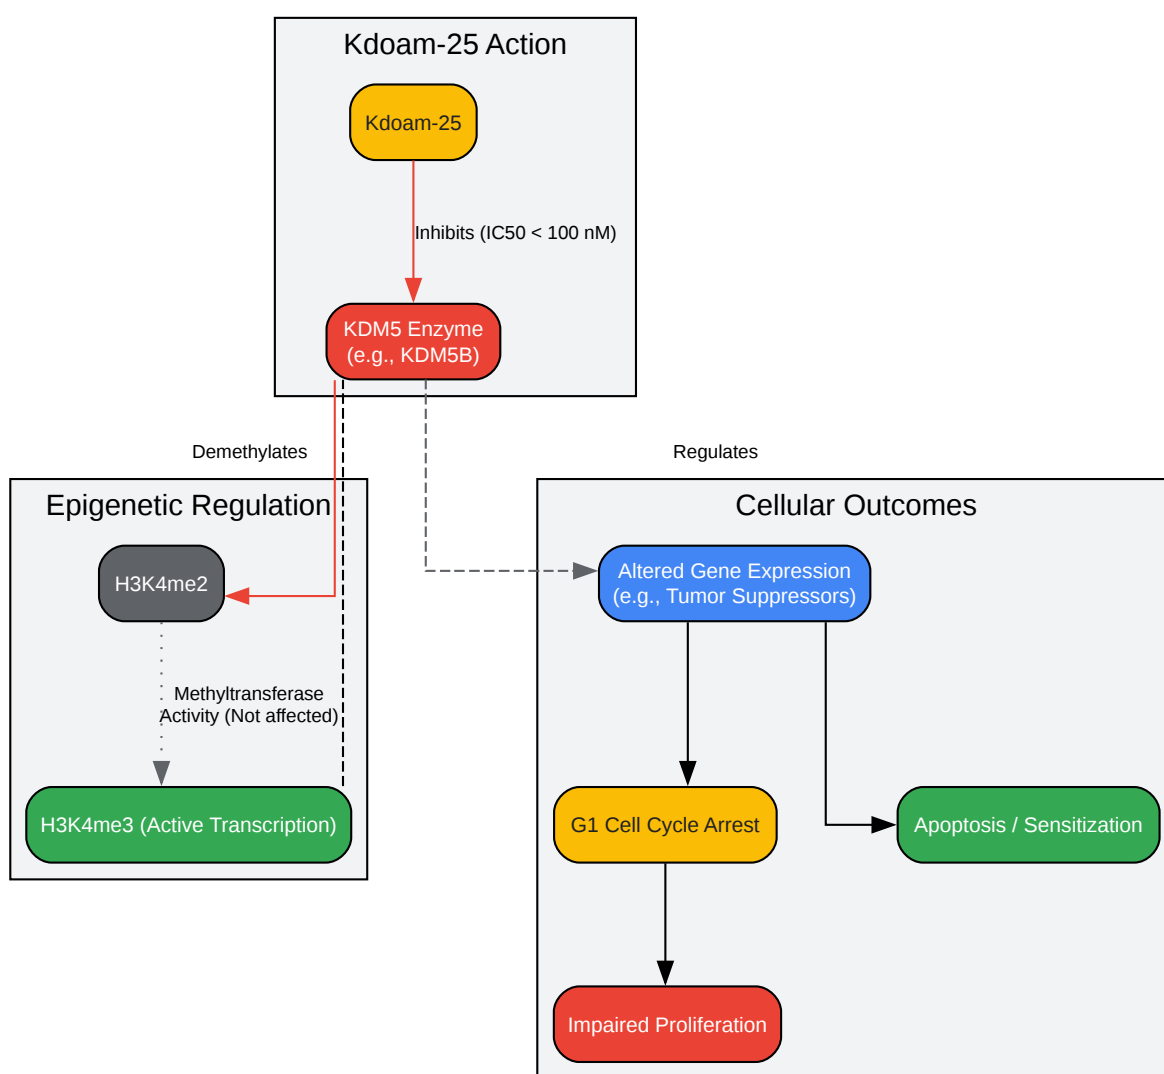 Kdoam-25 Action
Kdoam-25
Inhibits (IC50 < 100 nM)
KDM5 Enzyme
(e.g., KDM5B)
Demethylates
Regulates
Epigenetic Regulation
H3K4me2
Methyltransferase
Activity (Not affected)
H3K4me3 (Active Transcription)
Cellular Outcomes
Altered Gene Expression
(e.g., Tumor Suppressors)
G1 Cell Cycle Arrest
Apoptosis / Sensitization
Impaired Proliferation